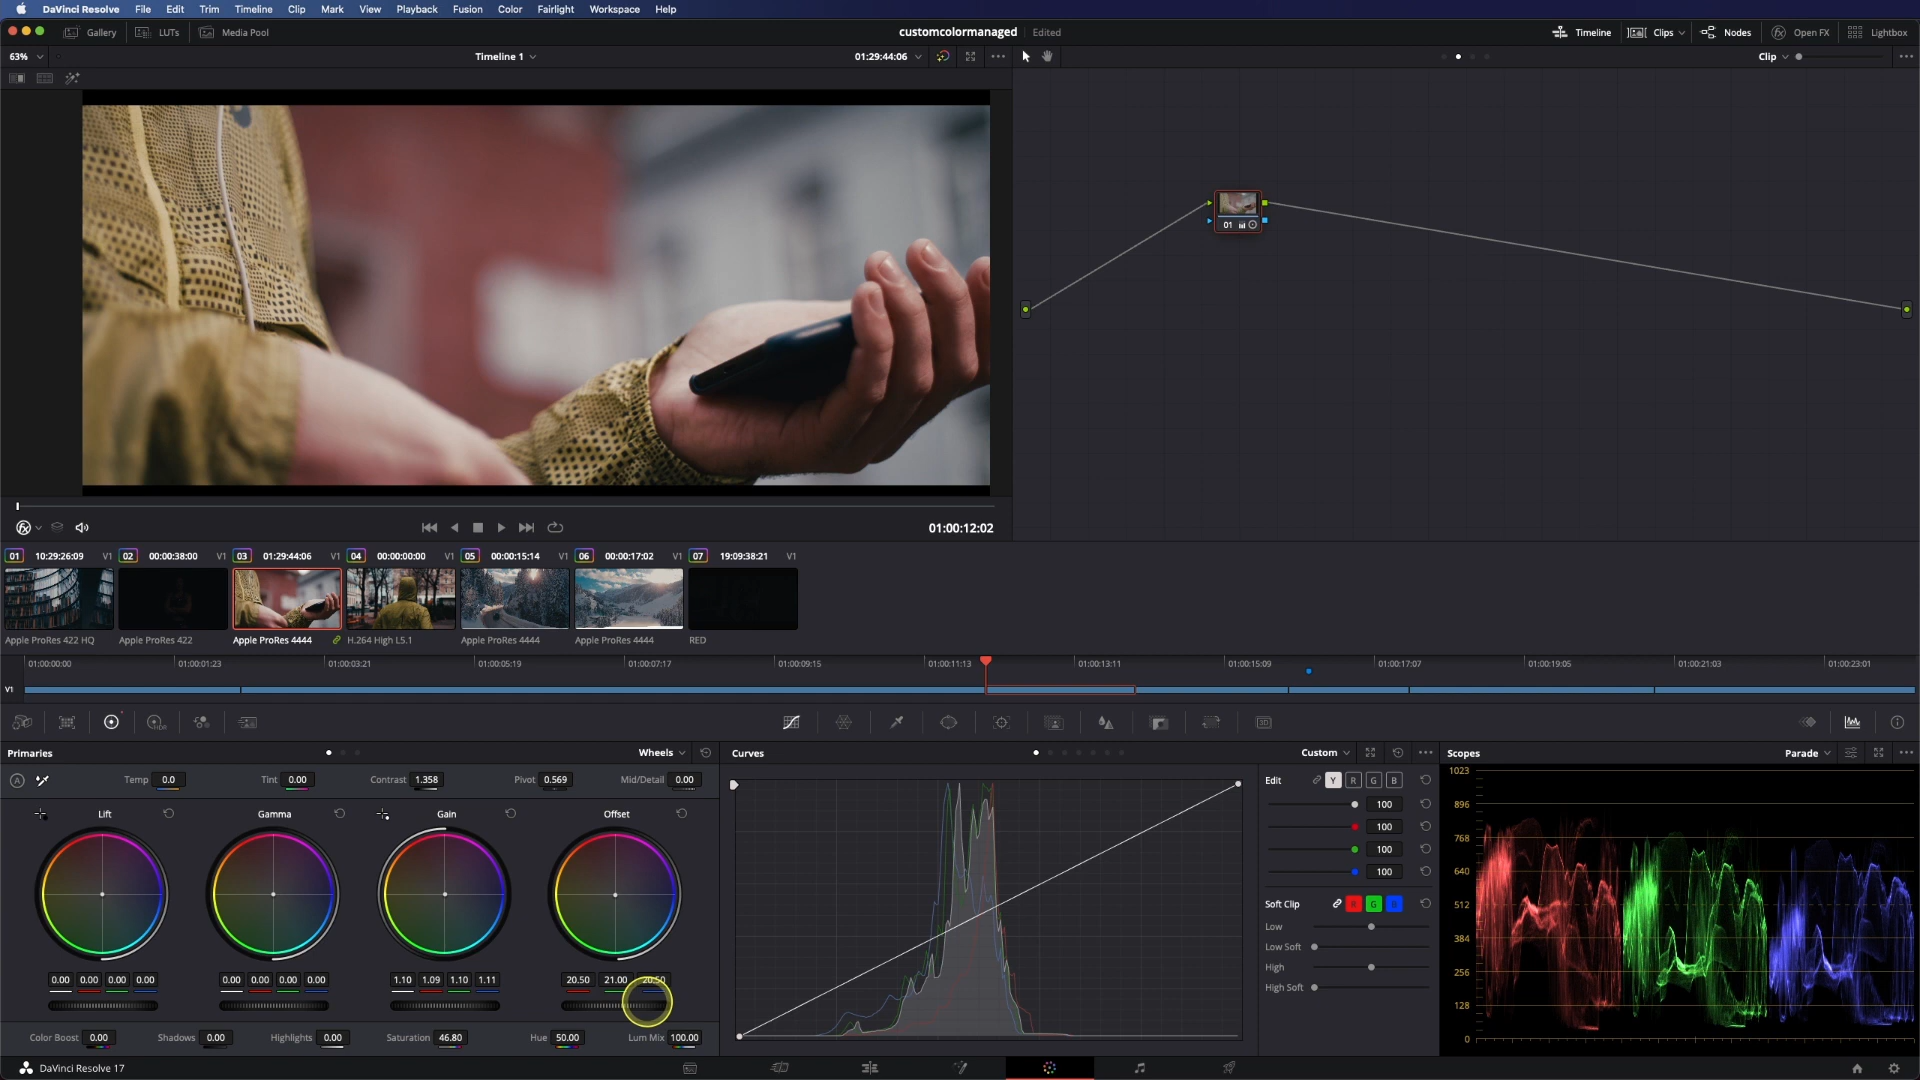 DaVinci Resolve File Edit Trim Timeline Clip Mark View Playback Fusion Color Fairlight Workspace Help
Gallery LUTs Media Pool customcolormanaged Edited Timeline Clips Nodes Open FX Lightbox
63% Timeline 1 01:29:44:06 Clip
01
01:00:12:02
01 10:29:26:09 V1 02 00:00:38:00 V1 03 01:29:44:06 V1 04 00:00:00:00 V1 05 00:00:15:14 V1 06 00:00:17:02 V1 07 19:09:38:21 V1
Apple ProRes 422 HQ Apple ProRes 422 Apple ProRes 4444 H.264 High L5.1 Apple ProRes 4444 Apple ProRes 4444 RED
01:00:00:00 01:00:01:23 01:00:03:21 01:00:05:19 01:00:07:17 01:00:09:15 01:00:11:13 01:00:13:11 01:00:15:09 01:00:17:07 01:00:19:05 01:00:21:03 01:00:23:01
V1
HDR 3D
Primaries Wheels Curves Custom Scopes Parade
A Temp 0.0 Tint 0.00 Contrast 1.358 Pivot 0.569 Mid/Detail 0.00
Lift Gamma Gain Offset
0.00 0.00 0.00 0.00 0.00 0.00 0.00 0.00 1.10 1.09 1.10 1.11 20.50 21.00 20.50
Color Boost 0.00 Shadows 0.00 Highlights 0.00 Saturation 46.80 Hue 50.00 Lum Mix 100.00
Edit Y R G B
100
100
100
100
Soft Clip R G B
Low
Low Soft
High
High Soft
1023
896
768
640
512
384
256
128
0
DaVinci Resolve 17